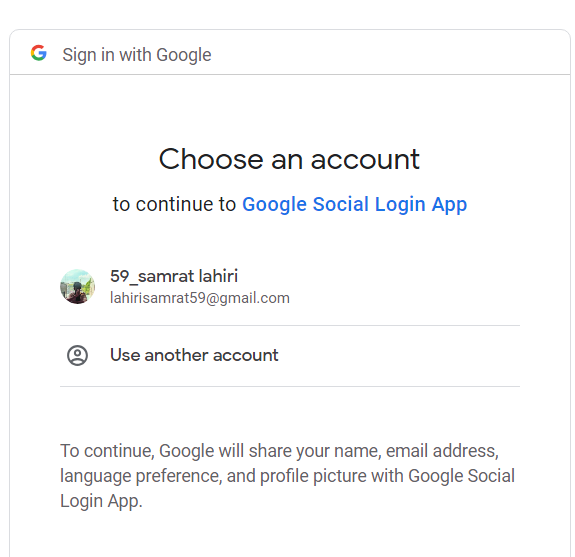 Sign in with Google
Choose an account
to continue to Google Social Login App
59_samrat lahiri
lahirisamrat59@gmail.com
Use another account
To continue, Google will share your name, email address,
language preference, and profile picture with Google Social
Login App.